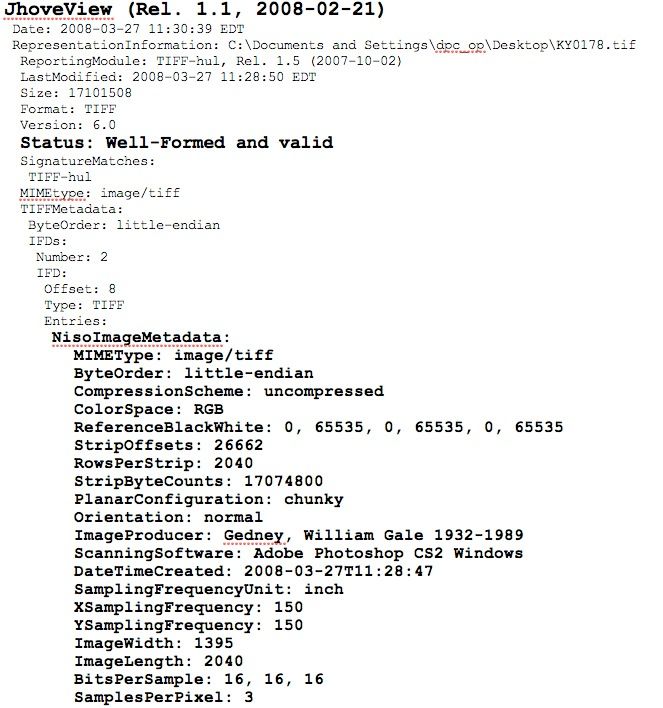 JhoveView (Rel. 1.1, 2008-02-21)
Date: 2008-03-27 11:30:39 EDT
RepresentationInformation: C:\Documents and Settings\dpc_op\Desktop\KY0178.tif
ReportingModule: TIFF-hul, Rel. 1.5 (2007-10-02)
LastModified: 2008-03-27 11:28:50 EDT
Size: 17101508
Format: TIFF
Version: 6.0
Status: Well-Formed and valid
SignatureMatches:
TIFF-hul
MIMEtype: image/tiff
TIFFMetadata:
ByteOrder: little-endian
IFDs:
Number: 2
IFD:
Offset: 8
Type: TIFF
Entries:
NisoImageMetadata:
MIMEType: image/tiff
ByteOrder: little-endian
CompressionScheme: uncompressed
ColorSpace: RGB
ReferenceBlackWhite: 0, 65535, 0, 65535, 0, 65535
StripOffsets: 26662
RowsPerStrip: 2040
StripByteCounts: 17074800
PlanarConfiguration: chunky
Orientation: normal
ImageProducer: Gedney, William Gale 1932-1989
ScanningSoftware: Adobe Photoshop CS2 Windows
DateTimeCreated: 2008-03-27T11:28:47
SamplingFrequencyUnit: inch
XSamplingFrequency: 150
YSamplingFrequency: 150
ImageWidth: 1395
ImageLength: 2040
BitsPerSample: 16, 16, 16
SamplesPerPixel: 3